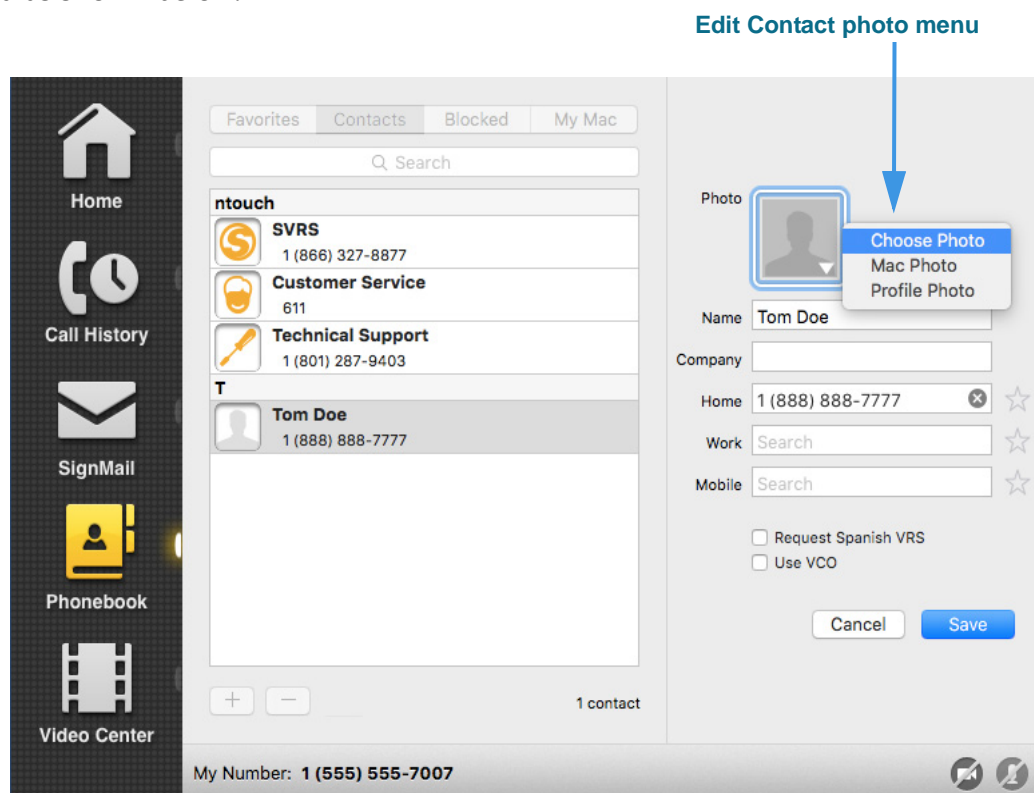 Edit Contact photo menu
Home
Call History
SignMail
Phonebook
Video Center
Favorites Contacts Blocked My Mac
Search
ntouch
SVRS
1 (866) 327-8877
Customer Service
611
Technical Support
1 (801) 287-9403
T
Tom Doe
1 (888) 888-7777
1 contact
Photo
Choose Photo
Mac Photo
Profile Photo
Name Tom Doe
Company
Home 1 (888) 888-7777
Work Search
Mobile Search
Request Spanish VRS
Use VCO
Cancel Save
My Number: 1 (555) 555-7007